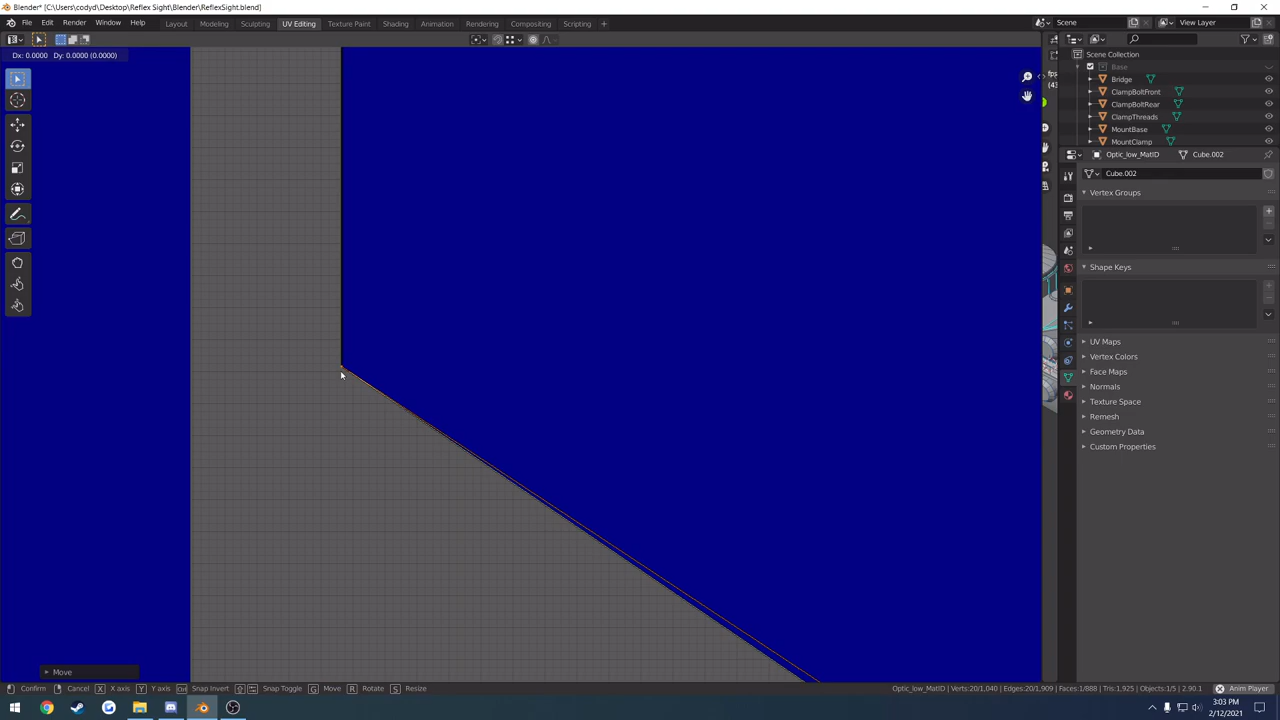 Blender* [C:\Users\codyd\Desktop\Reflex Sight\Blender\ReflexSight.blend]
File Edit Render Window Help Layout Modeling Sculpting UV Editing Texture Paint Shading Animation Rendering Compositing Scripting + Scene View Layer
Dx: 0.0000 Dy: 0.0000 (0.0000)
Scene Collection
Base
Bridge
ClampBoltFront
ClampBoltRear
ClampThreads
MountBase
MountClamp
Optic_low_MatID Cube.002
Cube.002
Vertex Groups
Shape Keys
UV Maps
Vertex Colors
Face Maps
Normals
Texture Space
Remesh
Geometry Data
Custom Properties
Move
Confirm Cancel X X axis Y Y axis Snap Invert Snap Toggle G Move R Rotate S Resize Optic_low_MatID | Verts:20/1,040 | Edges:20/1,909 | Faces:1/888 | Tris:1,925 | Objects:1/5 | 2.90.1 Anim Player
3:03 PM
2/12/2021